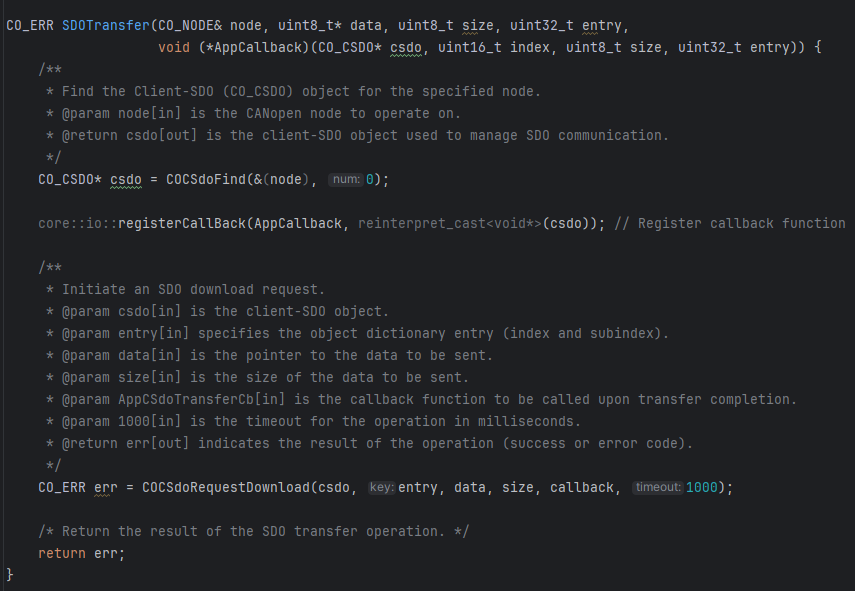 CO_ERR SDOTransfer(CO_NODE& node, uint8_t* data, uint8_t size, uint32_t entry,
                   void (*AppCallback)(CO_CSDO* csdo, uint16_t index, uint8_t size, uint32_t entry)) {
    /**
     * Find the Client-SDO (CO_CSDO) object for the specified node.
     * @param node[in] is the CANopen node to operate on.
     * @return csdo[out] is the client-SDO object used to manage SDO communication.
     */
    CO_CSDO* csdo = COCSdoFind(&(node), num: 0);

    core::io::registerCallBack(AppCallback, reinterpret_cast<void*>(csdo)); // Register callback function

    /**
     * Initiate an SDO download request.
     * @param csdo[in] is the client-SDO object.
     * @param entry[in] specifies the object dictionary entry (index and subindex).
     * @param data[in] is the pointer to the data to be sent.
     * @param size[in] is the size of the data to be sent.
     * @param AppCSdoTransferCb[in] is the callback function to be called upon transfer completion.
     * @param 1000[in] is the timeout for the operation in milliseconds.
     * @return err[out] indicates the result of the operation (success or error code).
     */
    CO_ERR err = COCSdoRequestDownload(csdo, key: entry, data, size, callback, timeout: 1000);

    /* Return the result of the SDO transfer operation. */
    return err;
}